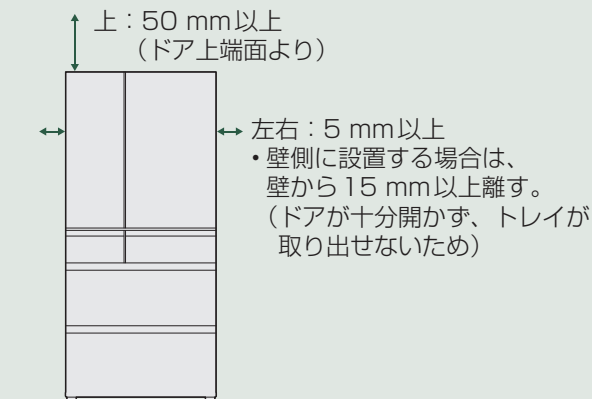 上：50 mm以上
（ドア上端面より）
左右：5 mm以上
・壁側に設置する場合は、
壁から15 mm以上離す。
（ドアが十分開かず、トレイが
取り出せないため）